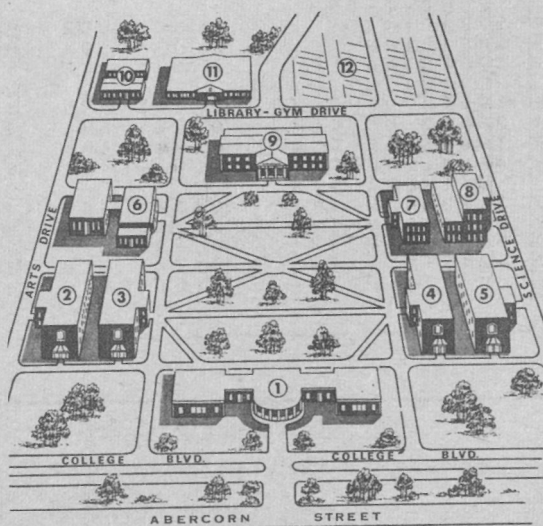 10
11
12
LIBRARY-GYM DRIVE
9
6
7
8
ARTS DRIVE
SCIENCE DRIVE
2
3
4
5
1
COLLEGE BLVD.
COLLEGE BLVD.
ABERCORN STREET